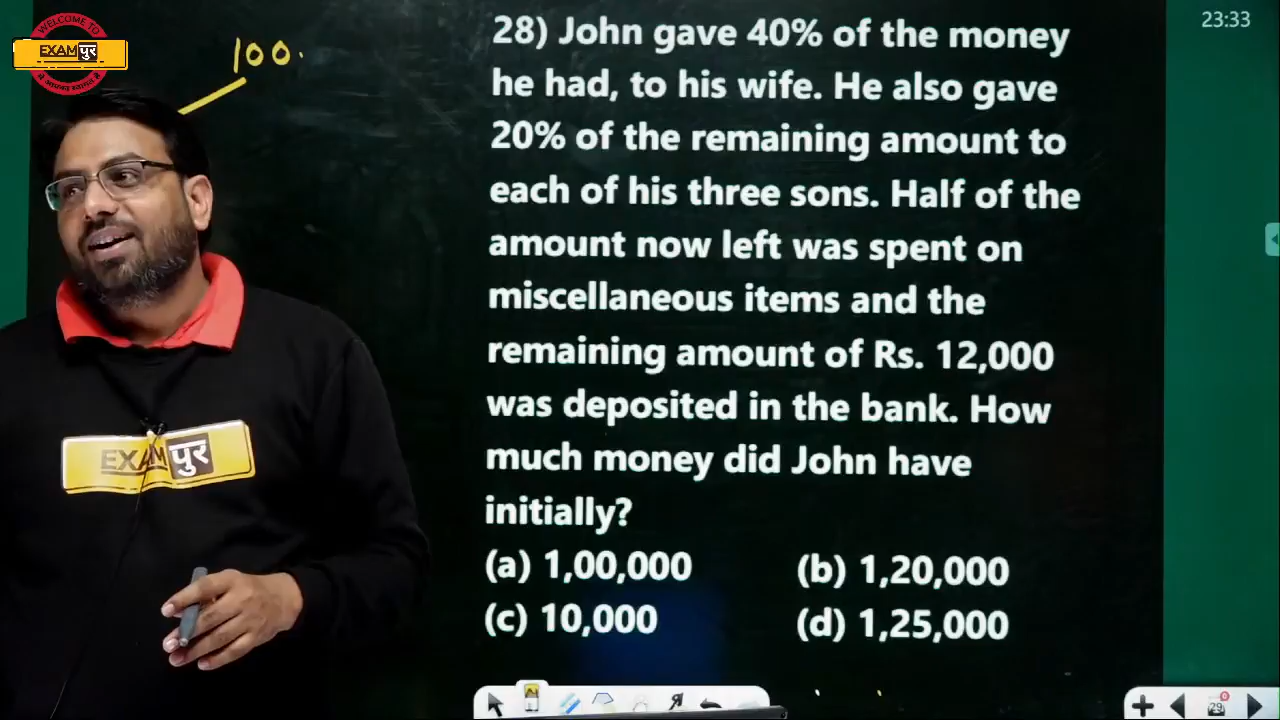 WELCOME TO
EXAMपुर
100.
28) John gave 40% of the money
he had, to his wife. He also gave
20% of the remaining amount to
each of his three sons. Half of the
amount now left was spent on
miscellaneous items and the
remaining amount of Rs. 12,000
was deposited in the bank. How
much money did John have
initially?
(a) 1,00,000 (b) 1,20,000
(c) 10,000 (d) 1,25,000
23:33
EXAMपुर
29